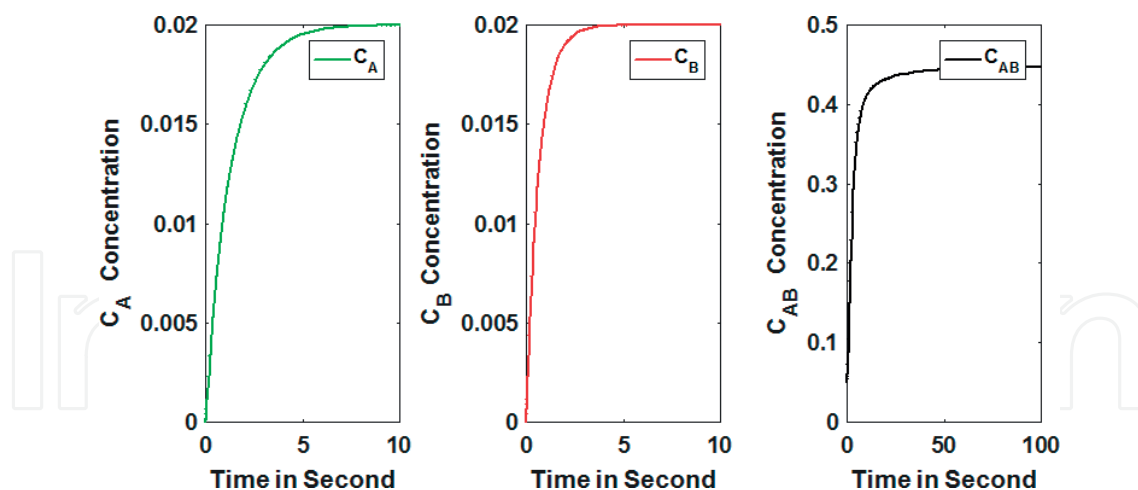 0.02
0.015
0.01
0.005
0
0
5
10
C_A Concentration
Time in Second
C_A
0.02
0.015
0.01
0.005
0
0
5
10
C_B Concentration
Time in Second
C_B
0.5
0.4
0.3
0.2
0.1
0
0
50
100
C_AB Concentration
Time in Second
C_AB